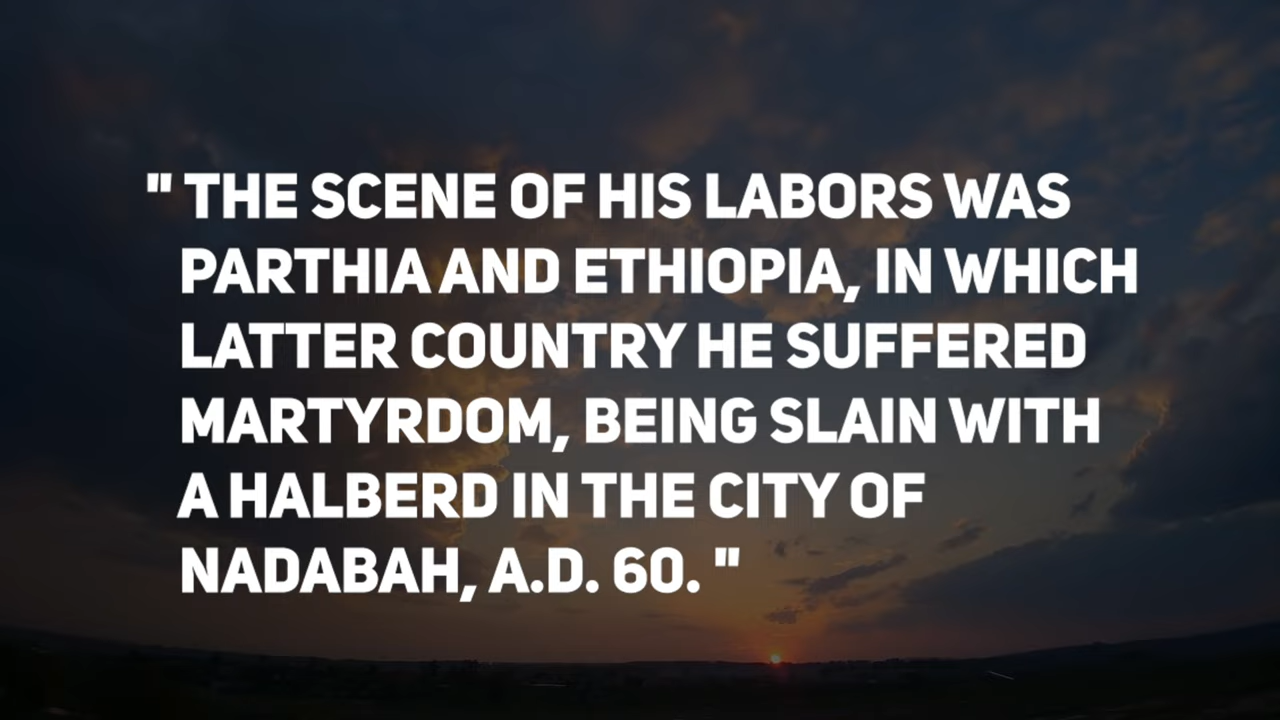 " THE SCENE OF HIS LABORS WAS
PARTHIA AND ETHIOPIA, IN WHICH
LATTER COUNTRY HE SUFFERED
MARTYRDOM, BEING SLAIN WITH
A HALBERD IN THE CITY OF
NADABAH, A.D. 60. "